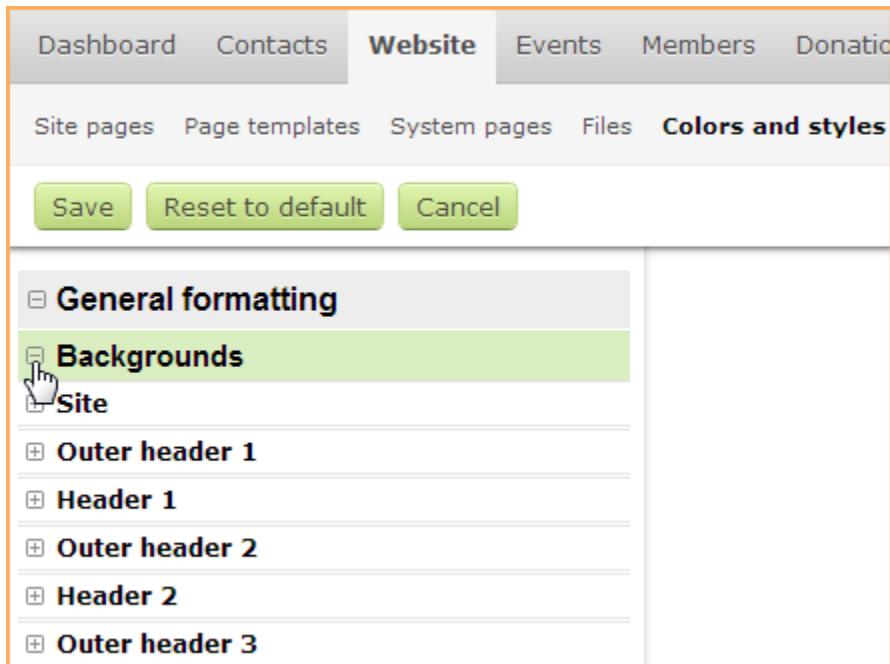 Dashboard Contacts Website Events Members Donatio
Site pages Page templates System pages Files Colors and styles
Save Reset to default Cancel
General formatting
Backgrounds
Site
Outer header 1
Header 1
Outer header 2
Header 2
Outer header 3